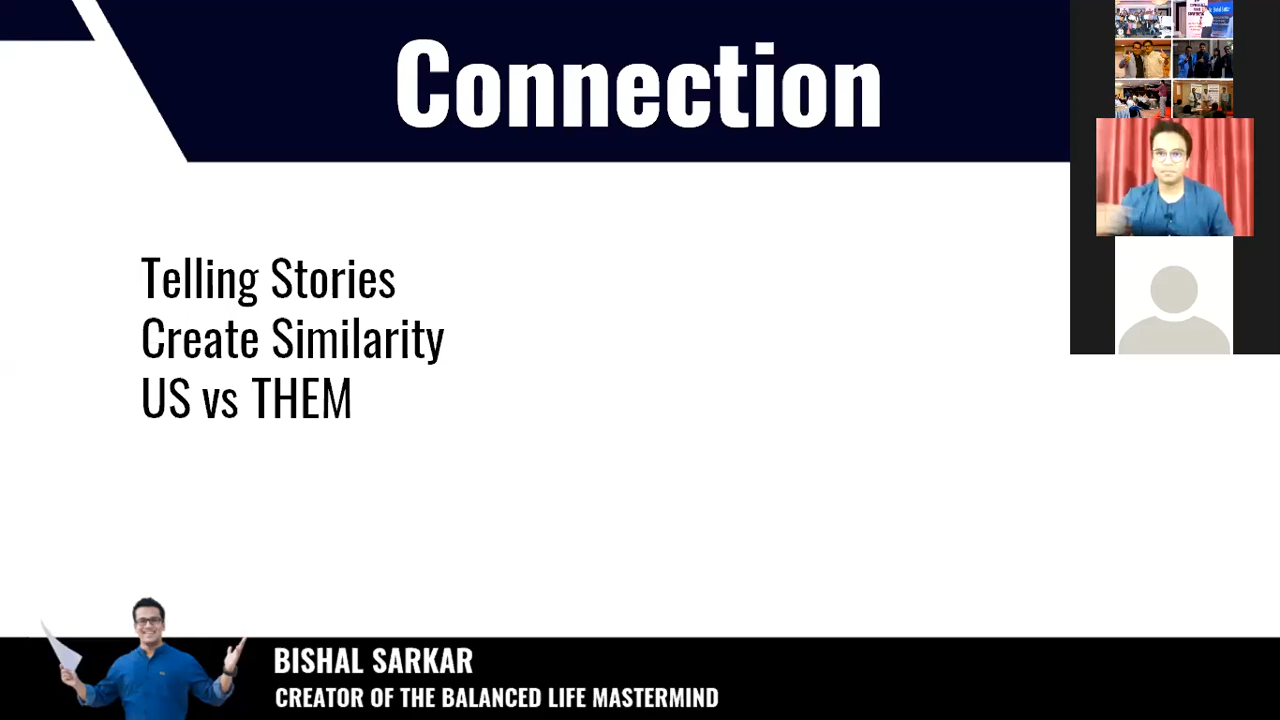 Connection
Telling Stories
Create Similarity
US vs THEM
BISHAL SARKAR
CREATOR OF THE BALANCED LIFE MASTERMIND